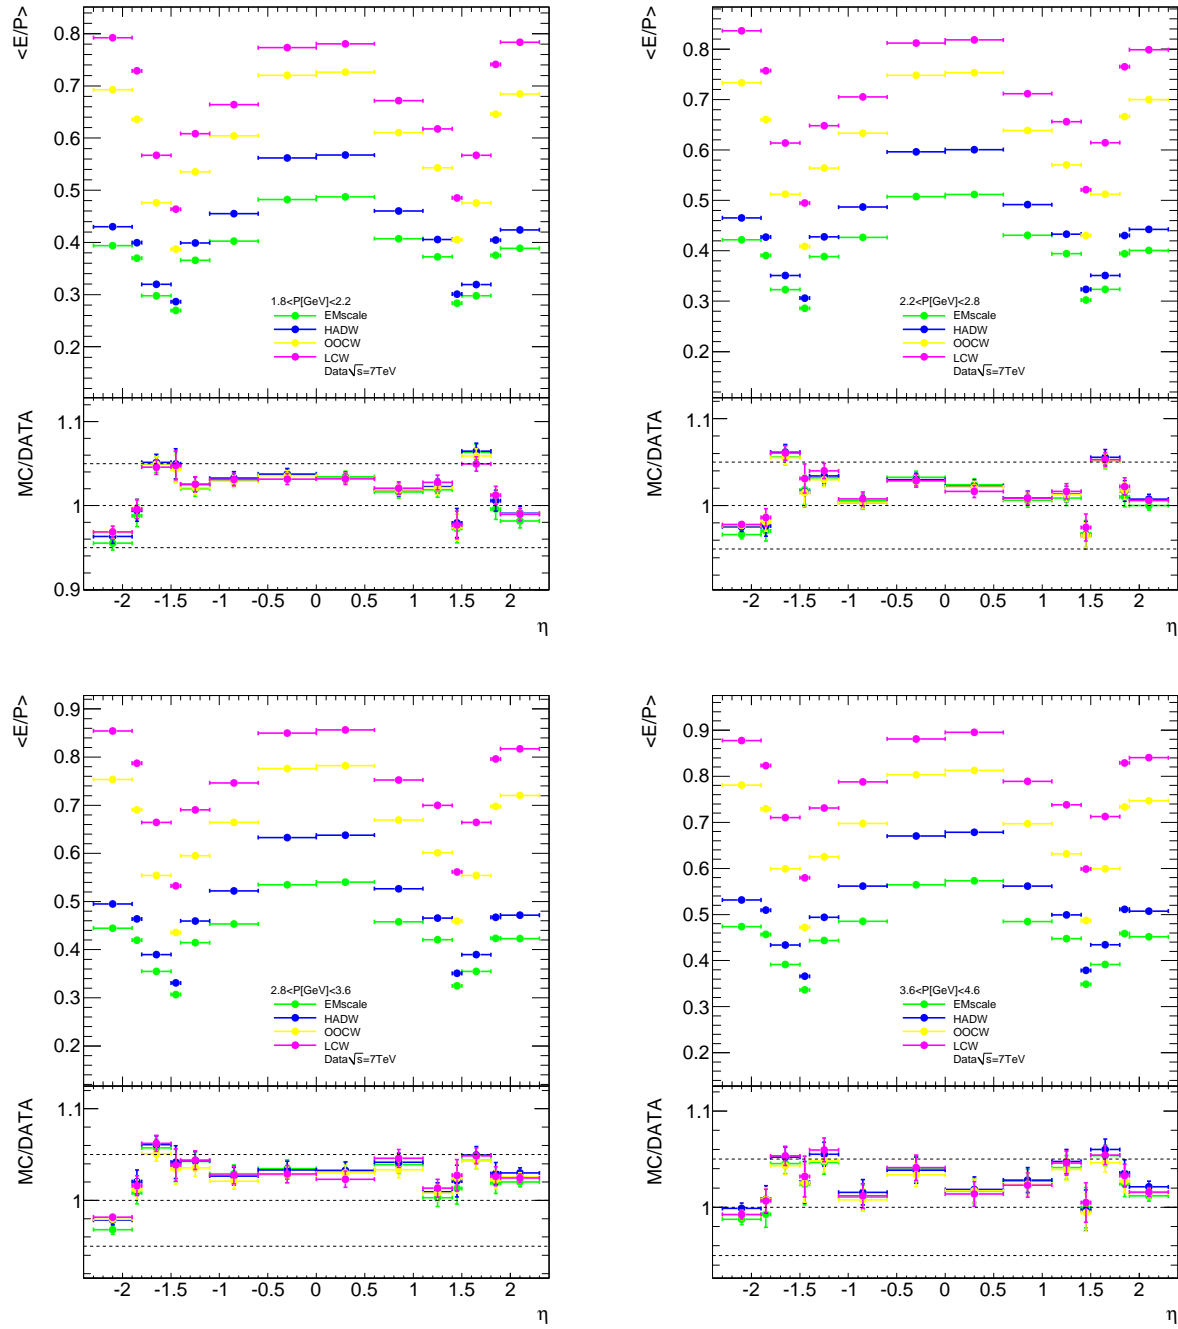 <E/P>
0.8
0.7
0.6
0.5
0.4
0.3
0.2
1.8<P[GeV]<2.2
EMscale
HADW
OOCW
LCW
Data√s=7TeV
MC/DATA
1.1
1
0.9
-2 -1.5 -1 -0.5 0 0.5 1 1.5 2
η
<E/P>
0.8
0.7
0.6
0.5
0.4
0.3
0.2
2.2<P[GeV]<2.8
EMscale
HADW
OOCW
LCW
Data√s=7TeV
MC/DATA
1.1
1
-2 -1.5 -1 -0.5 0 0.5 1 1.5 2
η
<E/P>
0.9
0.8
0.7
0.6
0.5
0.4
0.3
0.2
2.8<P[GeV]<3.6
EMscale
HADW
OOCW
LCW
Data√s=7TeV
MC/DATA
1.1
1
-2 -1.5 -1 -0.5 0 0.5 1 1.5 2
η
<E/P>
0.9
0.8
0.7
0.6
0.5
0.4
0.3
0.2
3.6<P[GeV]<4.6
EMscale
HADW
OOCW
LCW
Data√s=7TeV
MC/DATA
1.1
1
-2 -1.5 -1 -0.5 0 0.5 1 1.5 2
η